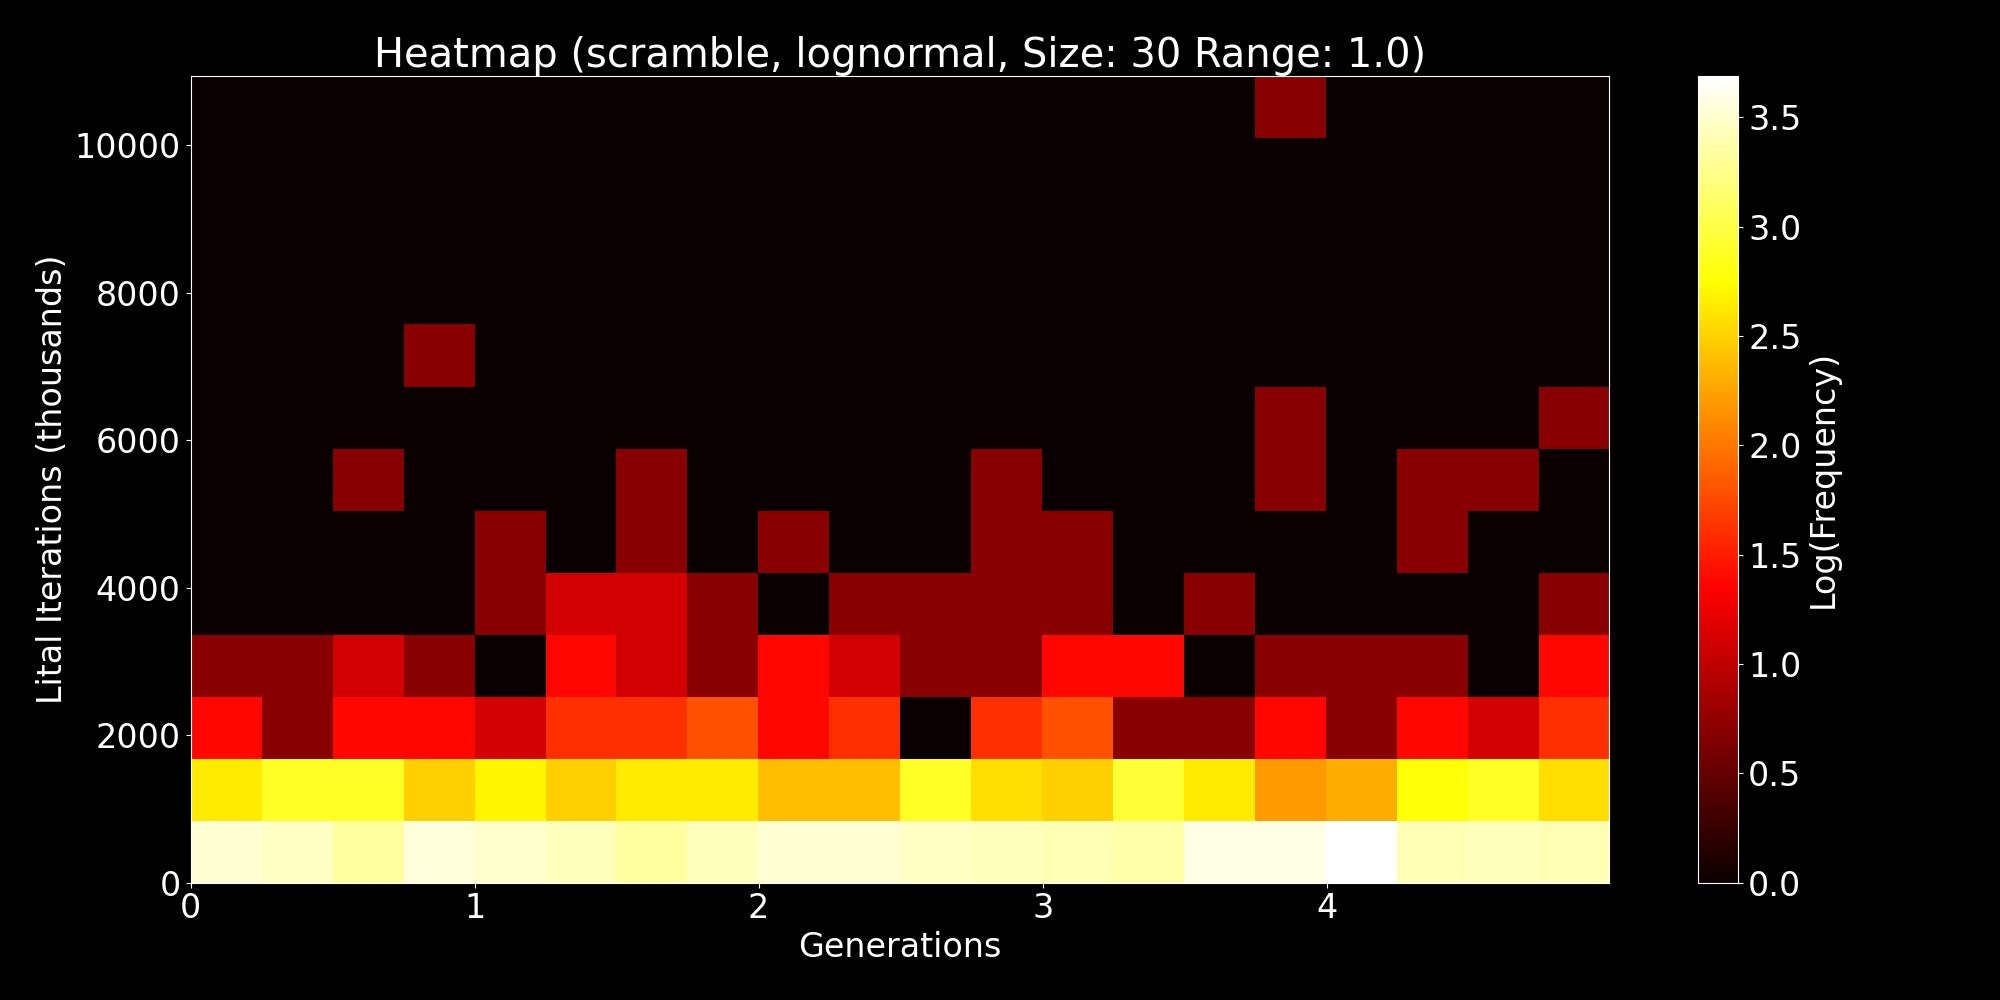 Heatmap (scramble, lognormal, Size: 30 Range: 1.0)
Lital Iterations (thousands)
10000
8000
6000
4000
2000
0
0 1 2 3 4
Generations
3.5
3.0
2.5
2.0
1.5
1.0
0.5
0.0
Log(Frequency)